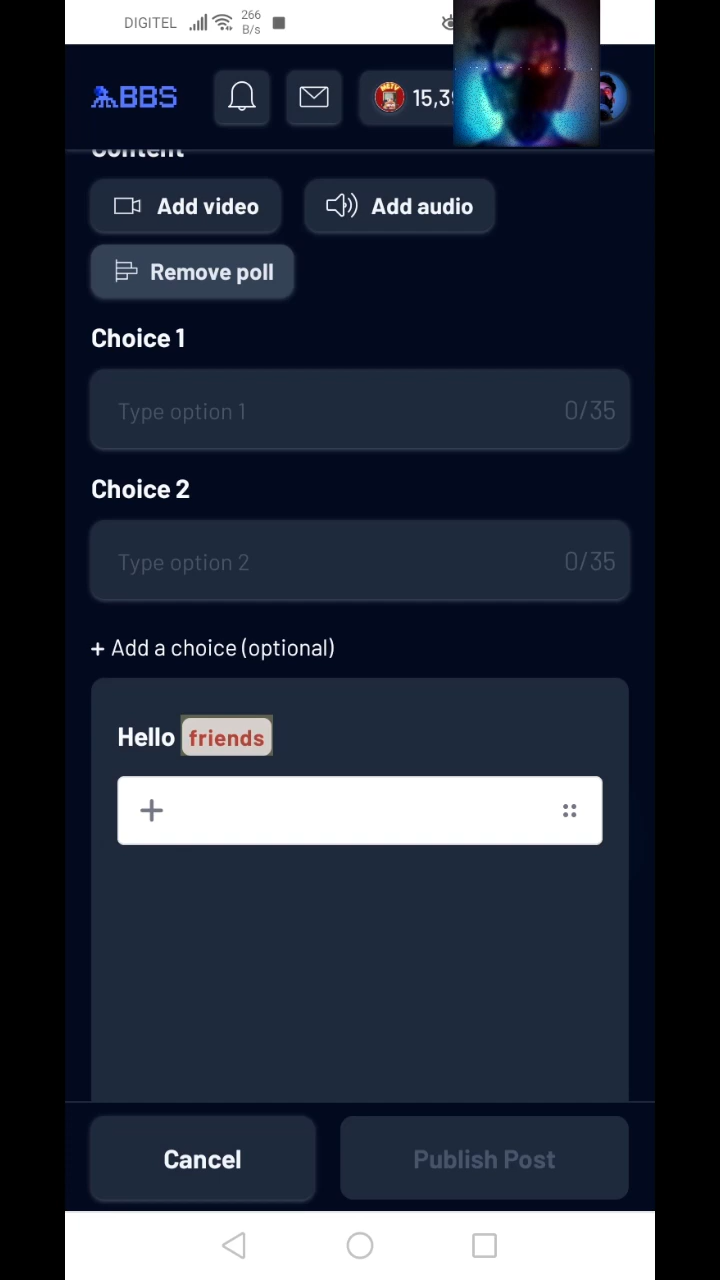 DIGITEL 266 B/s
BBS 15,3
Content
Add video Add audio
Remove poll
Choice 1
Type option 1 0/35
Choice 2
Type option 2 0/35
+ Add a choice (optional)
Hello friends
Cancel Publish Post